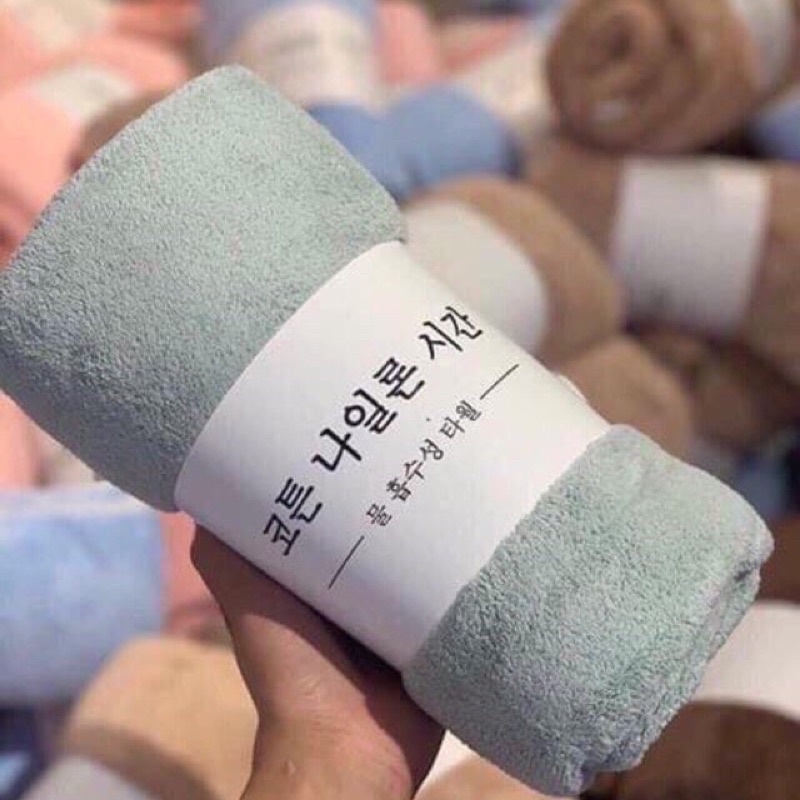 코튼 나일론 시간
물 흡수성 타월